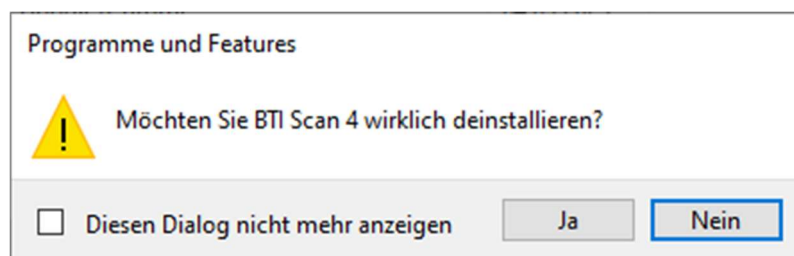 Programme und Features
Möchten Sie BTI Scan 4 wirklich deinstallieren?
Diesen Dialog nicht mehr anzeigen
Ja
Nein